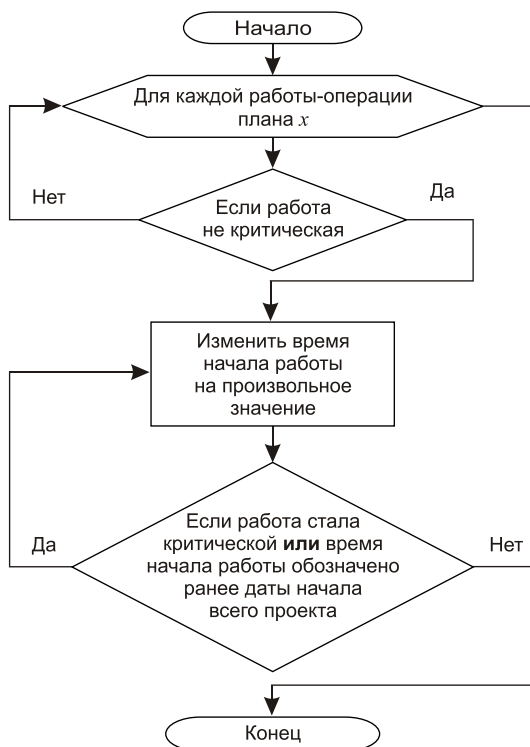 Начало
Для каждой работы-операции
плана x
Нет
Да
Если работа
не критическая
Изменить время
начала работы
на произвольное
значение
Если работа стала
критической или время
начала работы обозначено
ранее даты начала
всего проекта
Да
Нет
Конец